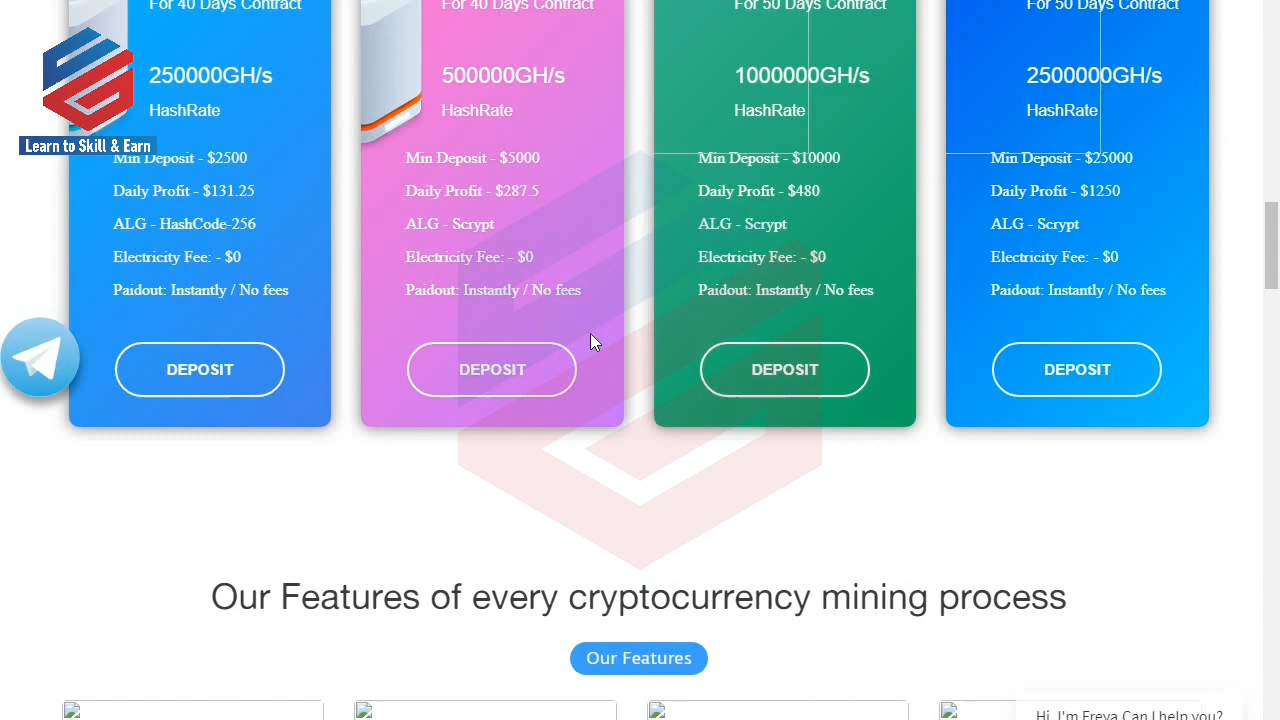 For 40 Days Contract
250000GH/s
HashRate
Min Deposit - $2500
Daily Profit - $131.25
ALG - HashCode-256
Electricity Fee: - $0
Paidout: Instantly / No fees
DEPOSIT
For 40 Days Contract
500000GH/s
HashRate
Min Deposit - $5000
Daily Profit - $287.5
ALG - Scrypt
Electricity Fee: - $0
Paidout: Instantly / No fees
DEPOSIT
For 50 Days Contract
1000000GH/s
HashRate
Min Deposit - $10000
Daily Profit - $480
ALG - Scrypt
Electricity Fee: - $0
Paidout: Instantly / No fees
DEPOSIT
For 50 Days Contract
2500000GH/s
HashRate
Min Deposit - $25000
Daily Profit - $1250
ALG - Scrypt
Electricity Fee: - $0
Paidout: Instantly / No fees
DEPOSIT
Learn to Skill & Earn
Our Features of every cryptocurrency mining process
Our Features
Hi, I'm Freya Can I help you?